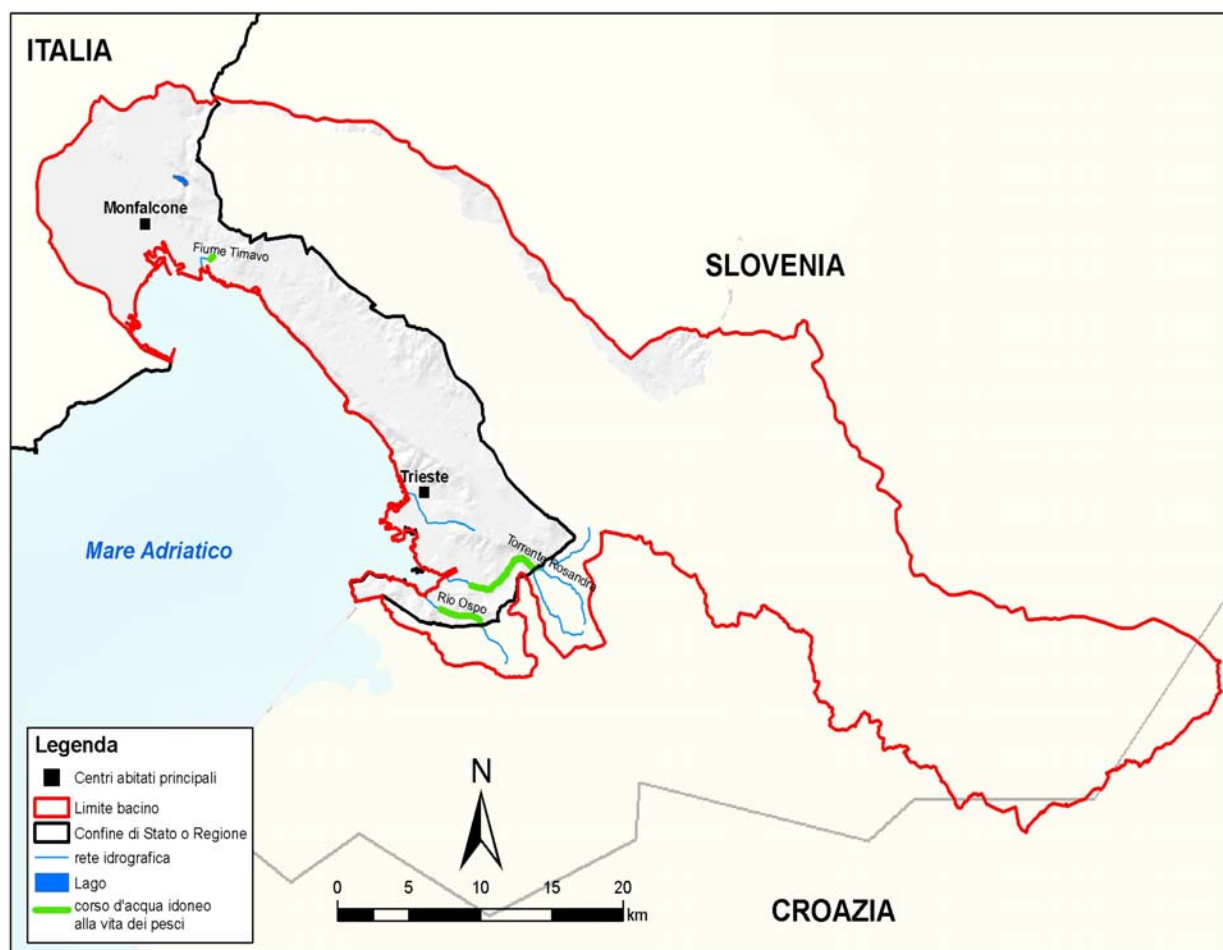 ITALIA
Monfalcone
Fiume Timavo
SLOVENIA
Trieste
Mare Adriatico
Torrente Rosandra
Rio Ospo
Legenda
Centri abitati principali
Limite bacino
Confine di Stato o Regione
rete idrografica
Lago
corso d'acqua idoneo
alla vita dei pesci
N
0 5 10 15 20
km
CROAZIA